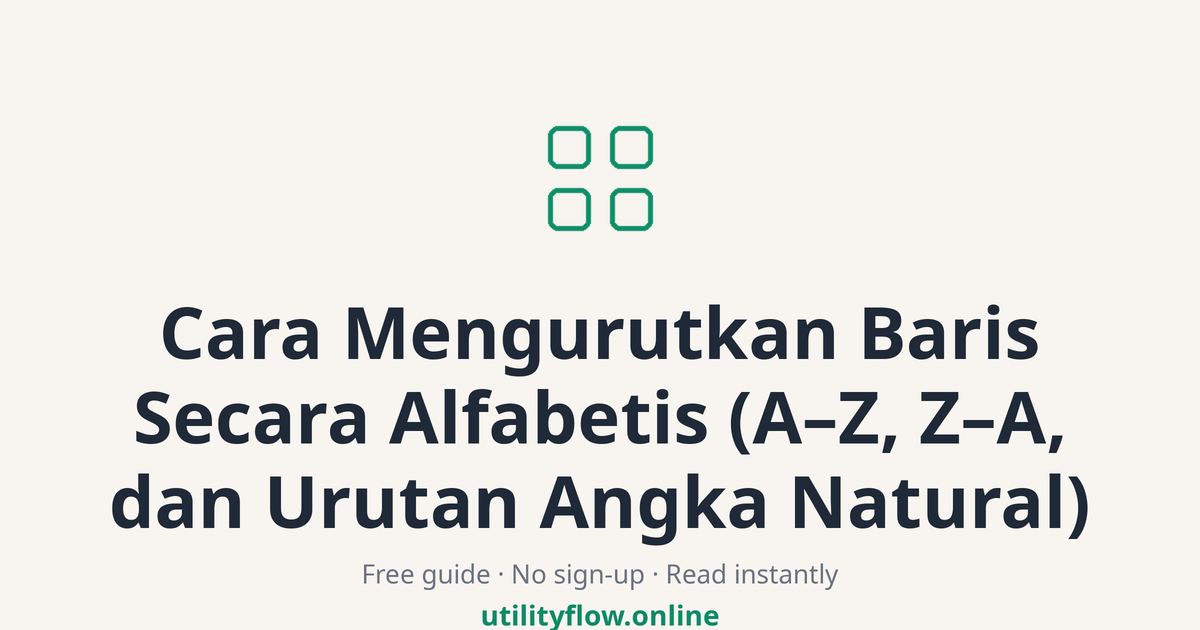 Cara Mengurutkan Baris
Secara Alfabetis (A–Z, Z–A,
dan Urutan Angka Natural)
Free guide · No sign-up · Read instantly
utilityflow.online